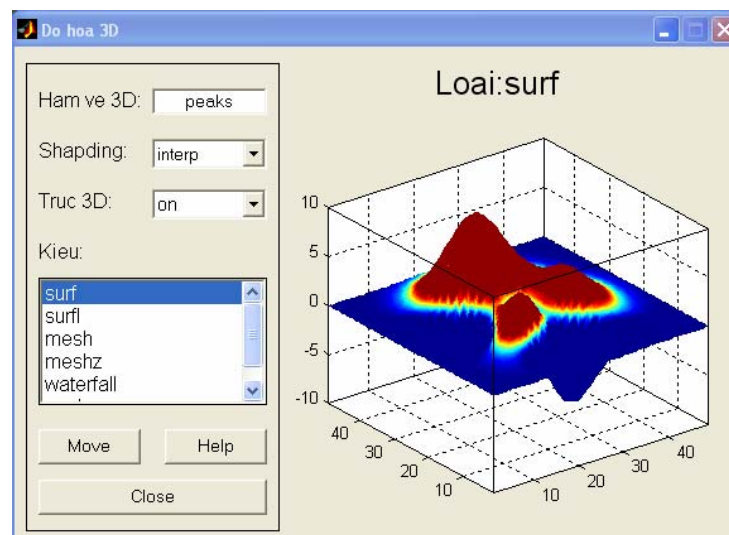 Do hoa 3D
Loai:surf
Ham ve 3D: peaks
Shapding: interp
Truc 3D: on
Kieu:
surf
surfl
mesh
meshz
waterfall
Move Help
Close
10
5
0
-5
-10
40
30
20
10
10
20
30
40